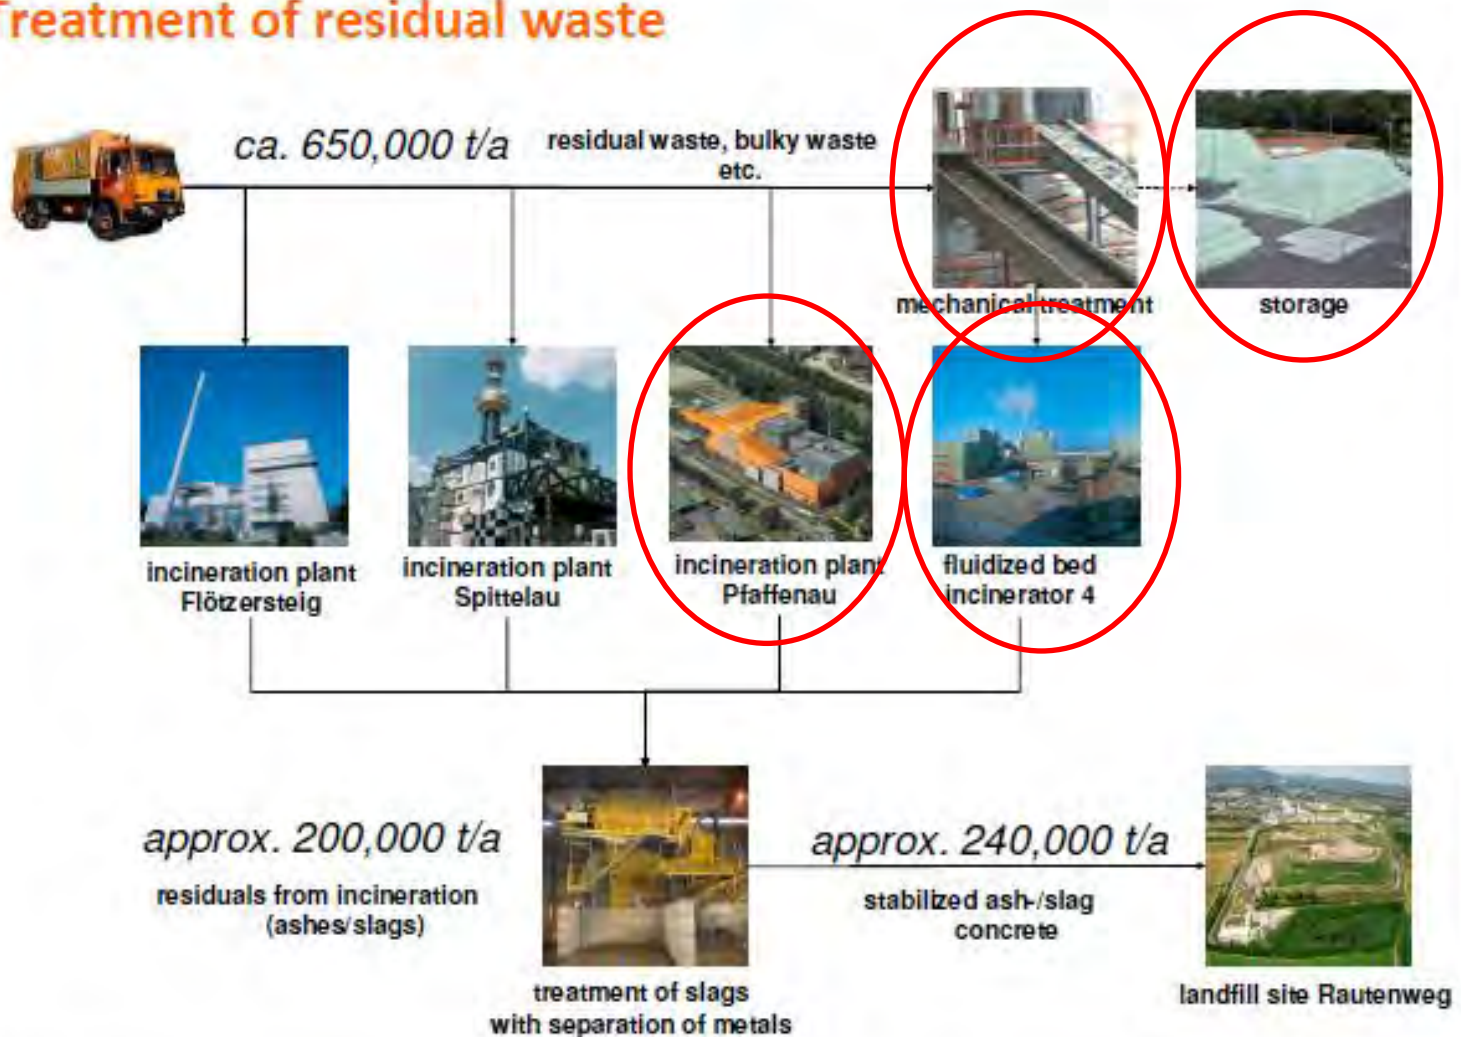 Treatment of residual waste
ca. 650,000 t/a
residual waste, bulky waste
etc.
mechanical treatment
storage
incineration plant
Flötzersteig
incineration plant
Spittelau
incineration plant
Pfaffenau
fluidized bed
incinerator 4
approx. 200,000 t/a
residuals from incineration
(ashes/slags)
approx. 240,000 t/a
stabilized ash-/slag
concrete
treatment of slags
with separation of metals
landfill site Rautenweg